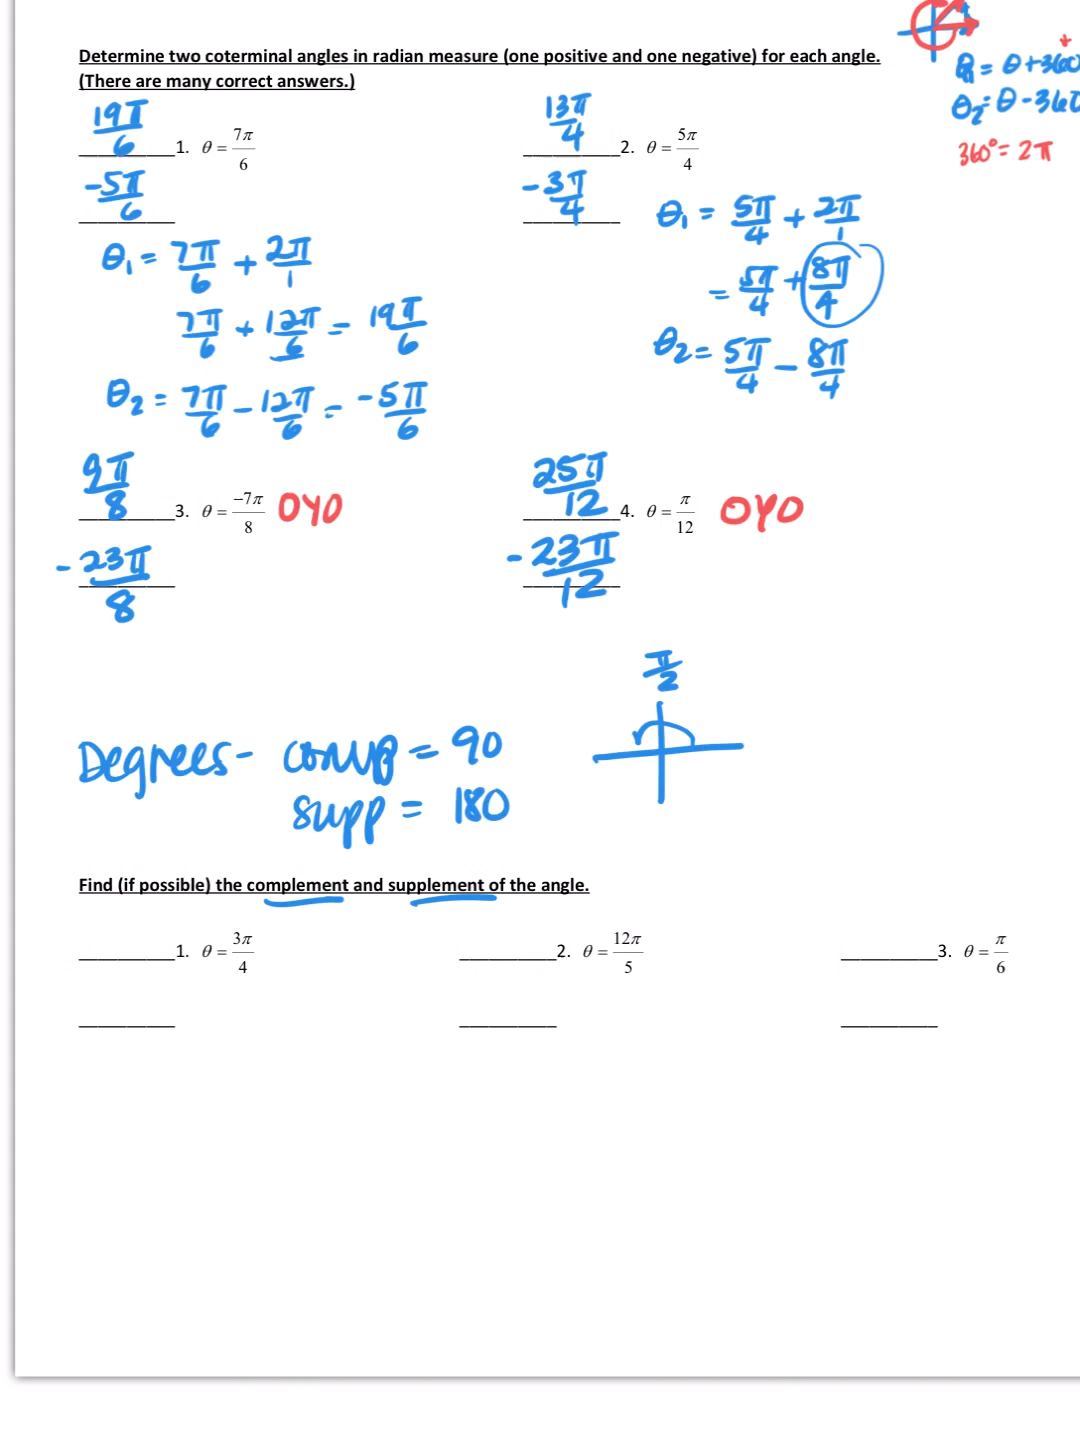 Determine two coterminal angles in radian measure (one positive and one negative) for each angle.
(There are many correct answers.)
θ₁ = θ + 360
θ₂ = θ - 360
360° = 2π
19π/6
1. θ = 7π/6
-5π/6
13π/4
2. θ = 5π/4
-3π/4
θ₁ = 7π/6 + 2π/1
7π/6 + 12π/6 = 19π/6
θ₂ = 7π/6 - 12π/6 = -5π/6
θ₁ = 5π/4 + 2π/1
= 5π/4 + 8π/4
θ₂ = 5π/4 - 8π/4
9π/8
3. θ = -7π/8 OYO
-23π/8
25π/12
4. θ = π/12 OYO
-23π/12
π/2
Degrees - comp = 90
supp = 180
Find (if possible) the complement and supplement of the angle.
1. θ = 3π/4
2. θ = 12π/5
3. θ = π/6